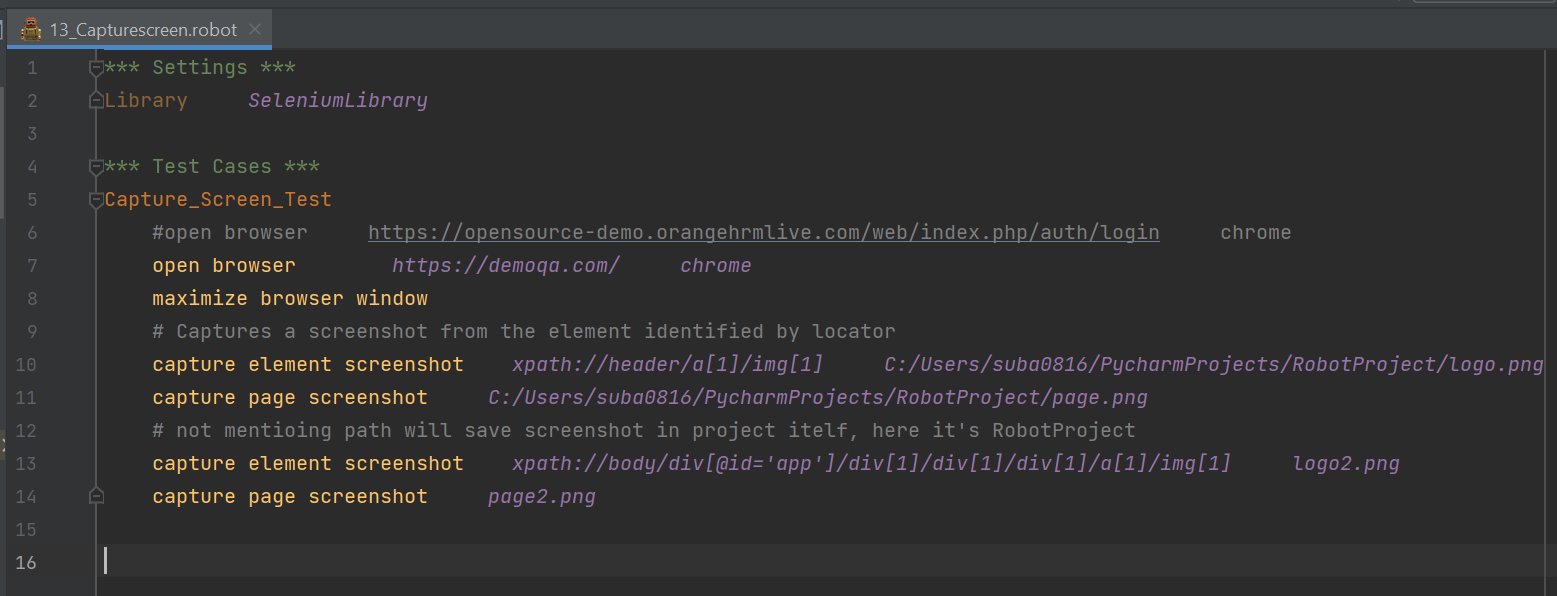 13_Capturescreen.robot
1 *** Settings ***
2 Library     SeleniumLibrary
3
4 *** Test Cases ***
5 Capture_Screen_Test
6     #open browser     https://opensource-demo.orangehrmlive.com/web/index.php/auth/login     chrome
7     open browser        https://demoqa.com/     chrome
8     maximize browser window
9     # Captures a screenshot from the element identified by locator
10     capture element screenshot    xpath://header/a[1]/img[1]     C:/Users/suba0816/PycharmProjects/RobotProject/logo.png
11     capture page screenshot     C:/Users/suba0816/PycharmProjects/RobotProject/page.png
12     # not mentioing path will save screenshot in project itelf, here it's RobotProject
13     capture element screenshot    xpath://body/div[@id='app']/div[1]/div[1]/div[1]/a[1]/img[1]     logo2.png
14     capture page screenshot     page2.png
15
16